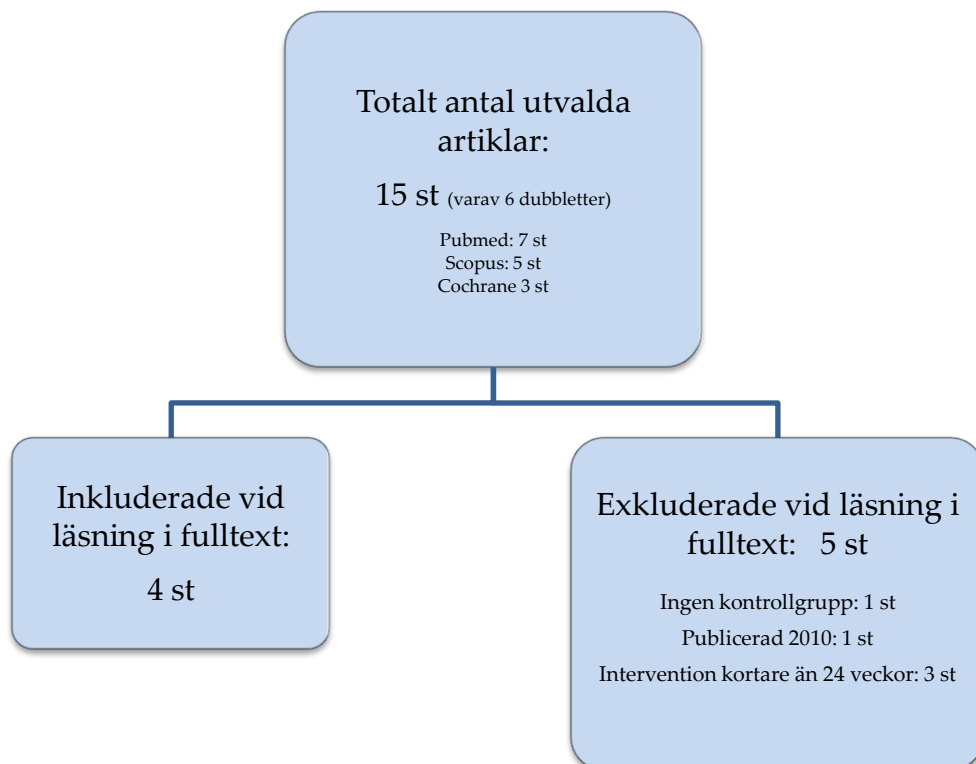 Totalt antal utvalda
artiklar:
15 st (varav 6 dubbletter)
Pubmed: 7 st
Scopus: 5 st
Cochrane 3 st
Inkluderade vid
läsning i fulltext:
4 st
Exkluderade vid läsning i
fulltext: 5 st
Ingen kontrollgrupp: 1 st
Publicerad 2010: 1 st
Intervention kortare än 24 veckor: 3 st